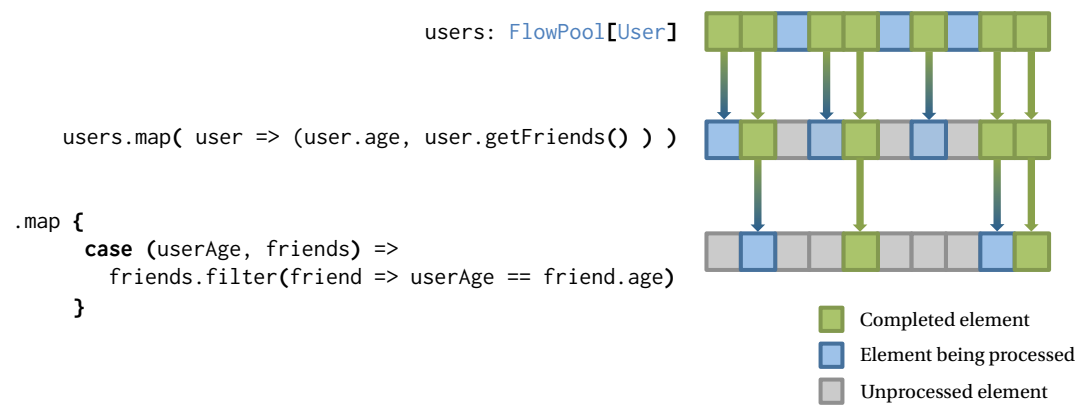 users: FlowPool[User]
users.map( user => (user.age, user.getFriends() ) )
.map {
case (userAge, friends) =>
friends.filter(friend => userAge == friend.age)
}
Completed element
Element being processed
Unprocessed element